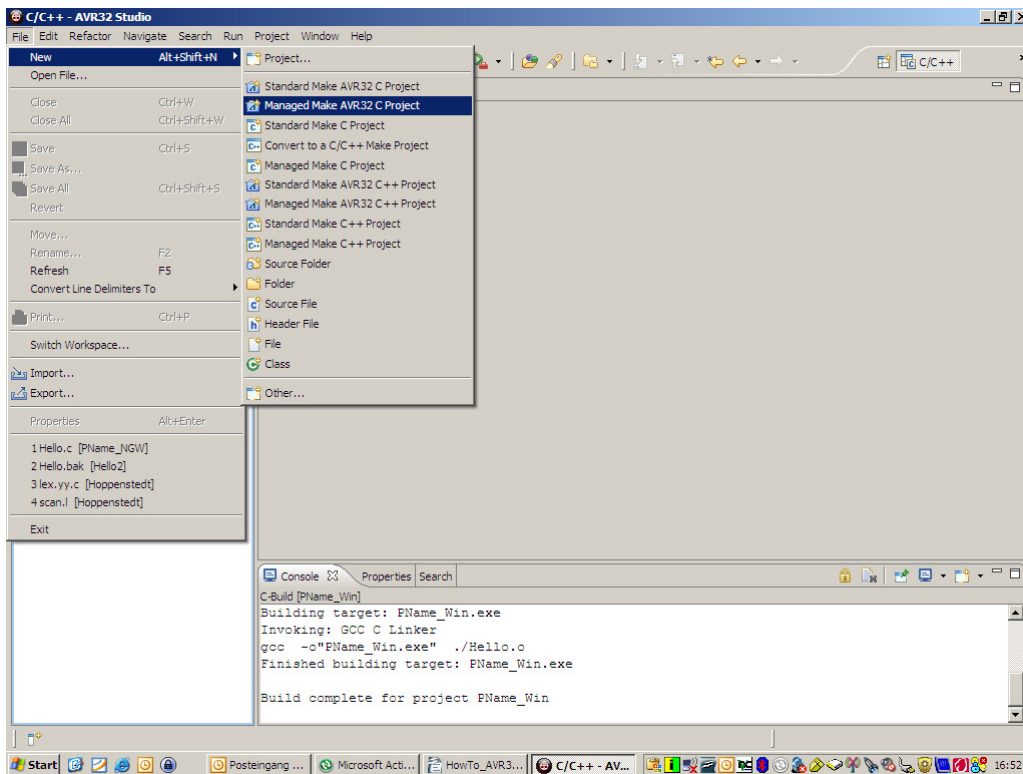 C/C++ - AVR32 Studio
File Edit Refactor Navigate Search Run Project Window Help
New Alt+Shift+N
Open File...
Close Ctrl+W
Close All Ctrl+Shift+W
Save Ctrl+S
Save As...
Save All Ctrl+Shift+S
Revert
Move...
Rename... F2
Refresh F5
Convert Line Delimiters To
Print... Ctrl+P
Switch Workspace...
Import...
Export...
Properties Alt+Enter
1 Hello.c [PName_NGW]
2 Hello.bak [Hello2]
3 lex.yy.c [Hoppenstedt]
4 scan.l [Hoppenstedt]
Exit
Project...
Standard Make AVR32 C Project
Managed Make AVR32 C Project
Standard Make C Project
Convert to a C/C++ Make Project
Managed Make C Project
Standard Make AVR32 C++ Project
Managed Make AVR32 C++ Project
Standard Make C++ Project
Managed Make C++ Project
Source Folder
Folder
Source File
Header File
File
Class
Other...
C/C++
Console Properties Search
C-Build [PName_Win]
Building target: PName_Win.exe
Invoking: GCC C Linker
gcc -o"PName_Win.exe" ./Hello.o
Finished building target: PName_Win.exe
Build complete for project PName_Win
Start Posteingang ... Microsoft Acti... HowTo_AVR3... C/C++ - AV... 16:52